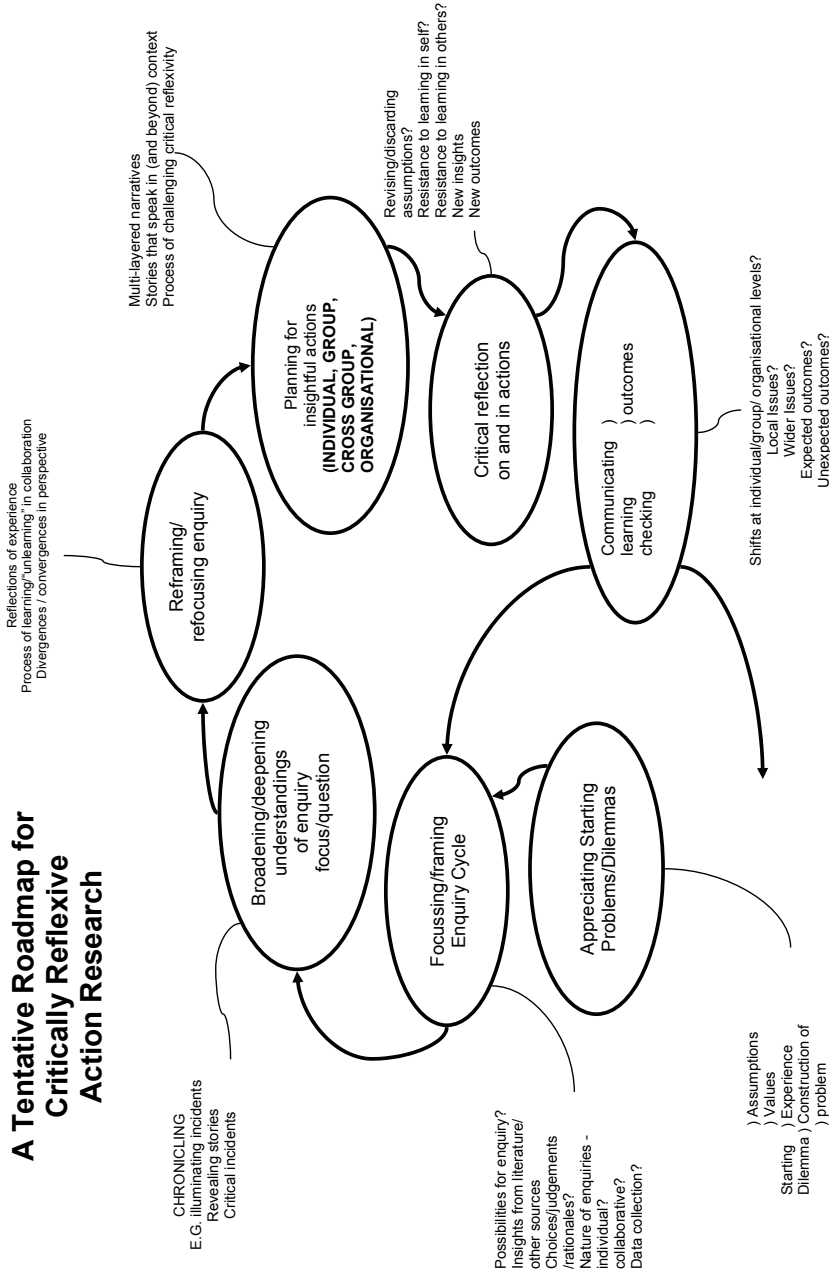 A Tentative Roadmap for
Critically Reflexive
Action Research
Reflections of experience
Process of learning/"unlearning" in collaboration
Divergences / convergences in perspective
Multi-layered narratives
Stories that speak in (and beyond) context
Process of challenging critical reflexivity
CHRONICLING
E.G. illuminating incidents
Revealing stories
Critical incidents
Reframing/
refocusing enquiry
Broadening/deepening
understandings
of enquiry
focus/question
Planning for
insightful actions
(INDIVIDUAL, GROUP,
CROSS GROUP,
ORGANISATIONAL)
Revising/discarding
assumptions?
Resistance to learning in self?
Resistance to learning in others?
New insights
New outcomes
Focussing/framing
Enquiry Cycle
Critical reflection
on and in actions
Possibilities for enquiry?
Insights from literature/
other sources
Choices/judgements
/rationales?
Nature of enquiries -
individual?
collaborative?
Data collection?
Appreciating Starting
Problems/Dilemmas
Communicating )
learning ) outcomes
checking )
) Assumptions
) Values
Starting ) Experience
Dilemma ) Construction of
) problem
Shifts at individual/group/ organisational levels?
Local Issues?
Wider Issues?
Expected outcomes?
Unexpected outcomes?